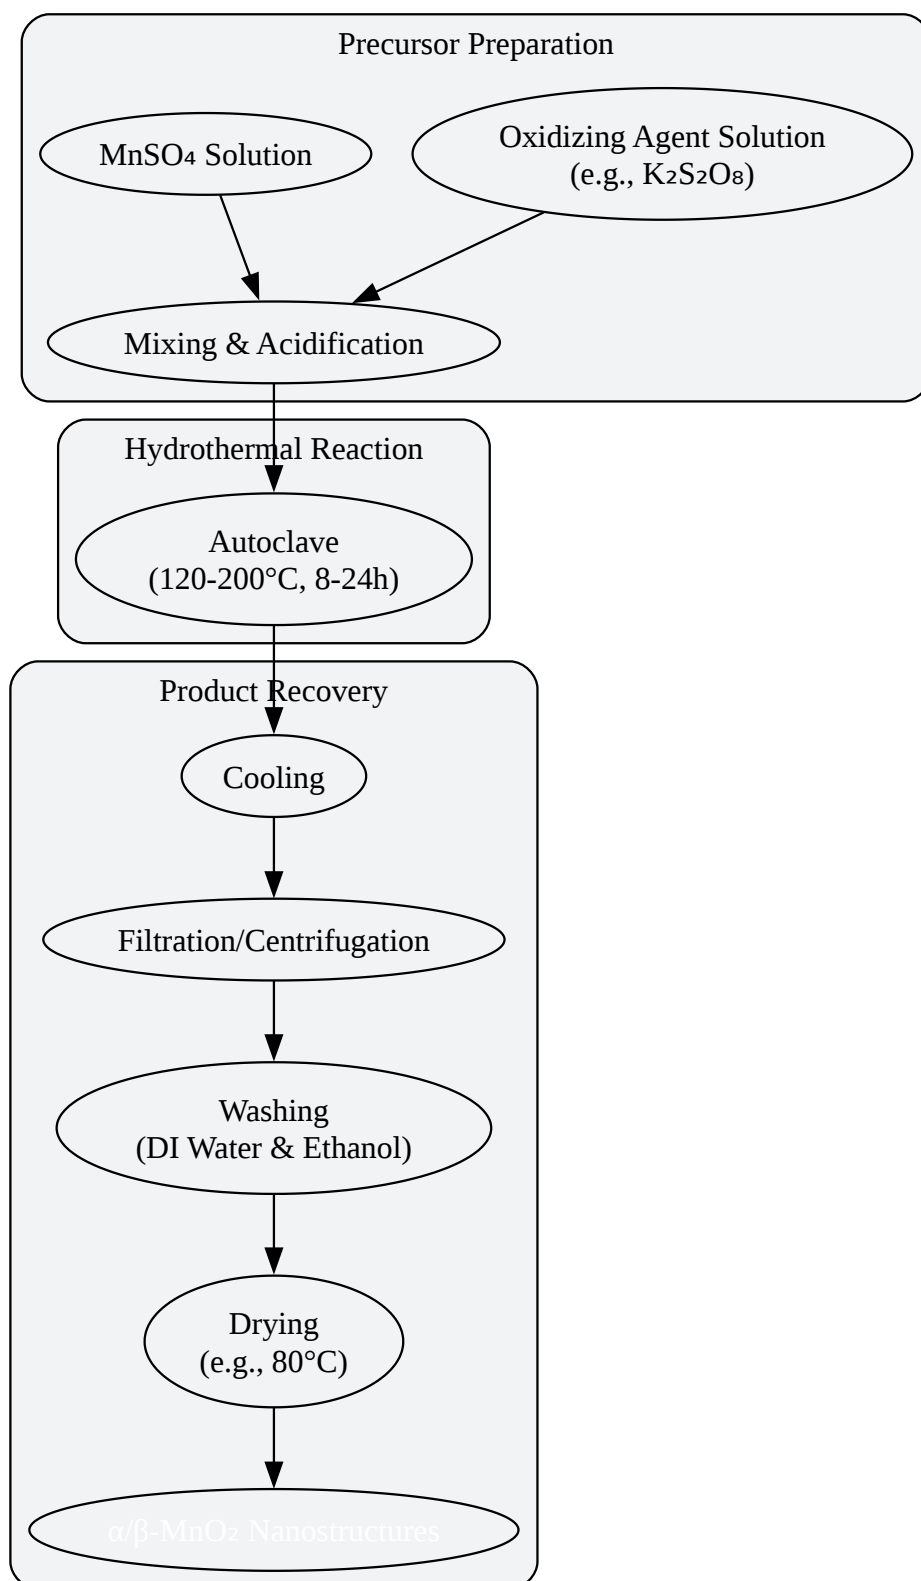 Precursor Preparation
MnSO₄ Solution
Oxidizing Agent Solution
(e.g., K₂S₂O₈)
Mixing & Acidification
Hydrothermal Reaction
Autoclave
(120-200°C, 8-24h)
Product Recovery
Cooling
Filtration/Centrifugation
Washing
(DI Water & Ethanol)
Drying
(e.g., 80°C)
α/β-MnO₂ Nanostructures